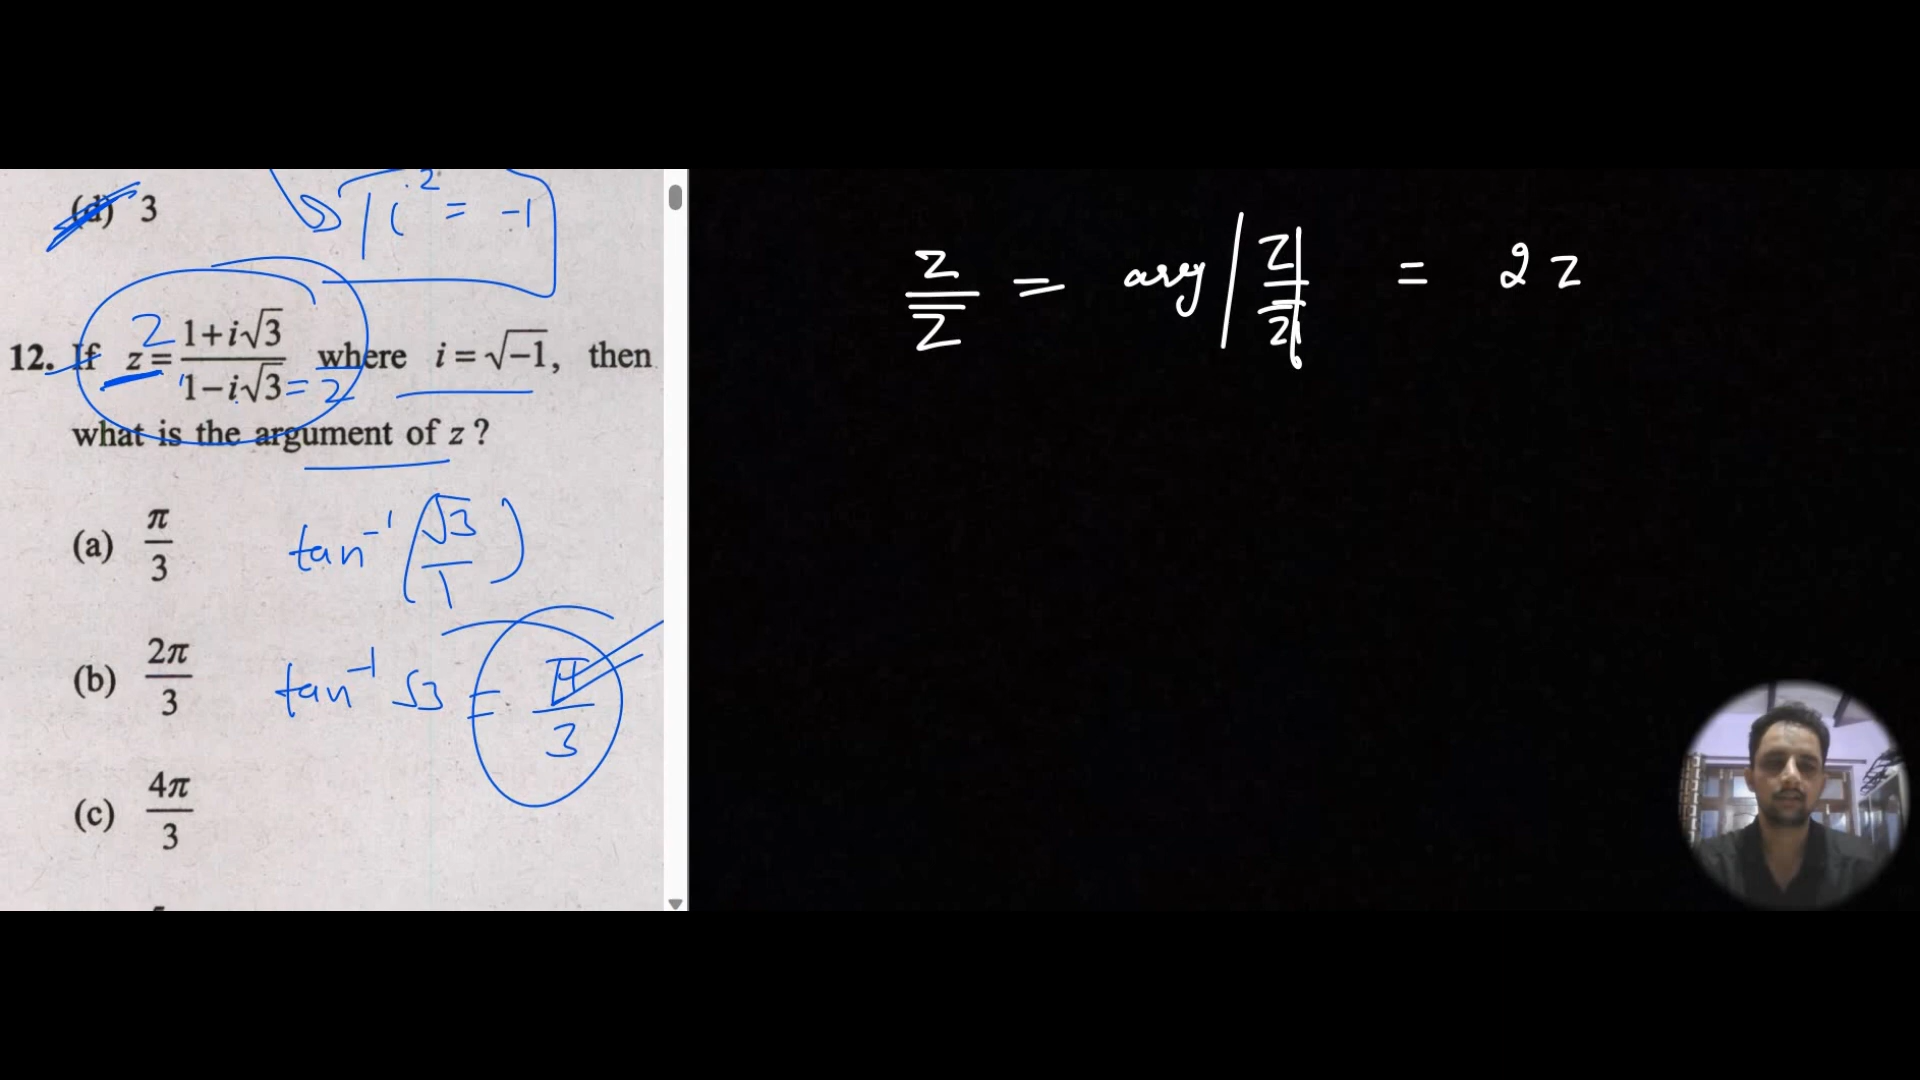 (d) 3
i² = -1
12. If z = (1+i√3)/(1-i√3) where i = √-1, then
z
= z
what is the argument of z ?
(a) π/3
tan⁻¹ (√3/1)
(b) 2π/3
tan⁻¹ √3 = π/3
(c) 4π/3
z/z̅ = arg |z/z̅| = 2 z